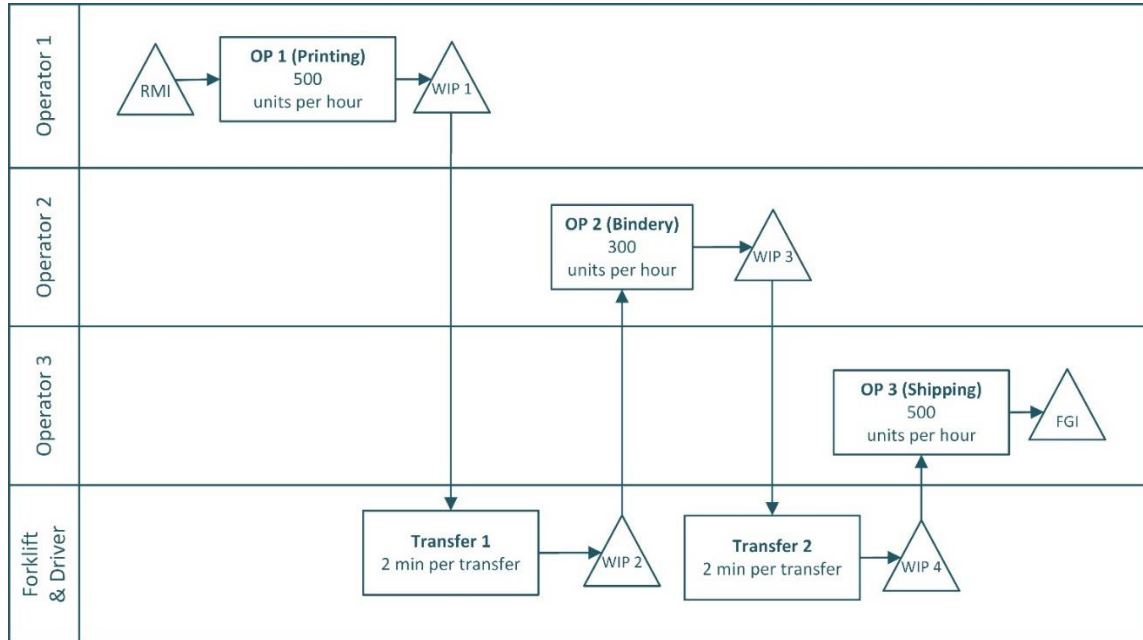 Operator 1
RMI
OP 1 (Printing)
500
units per hour
WIP 1
Operator 2
OP 2 (Bindery)
300
units per hour
WIP 3
Operator 3
OP 3 (Shipping)
500
units per hour
FGI
Forklift
& Driver
Transfer 1
2 min per transfer
WIP 2
Transfer 2
2 min per transfer
WIP 4